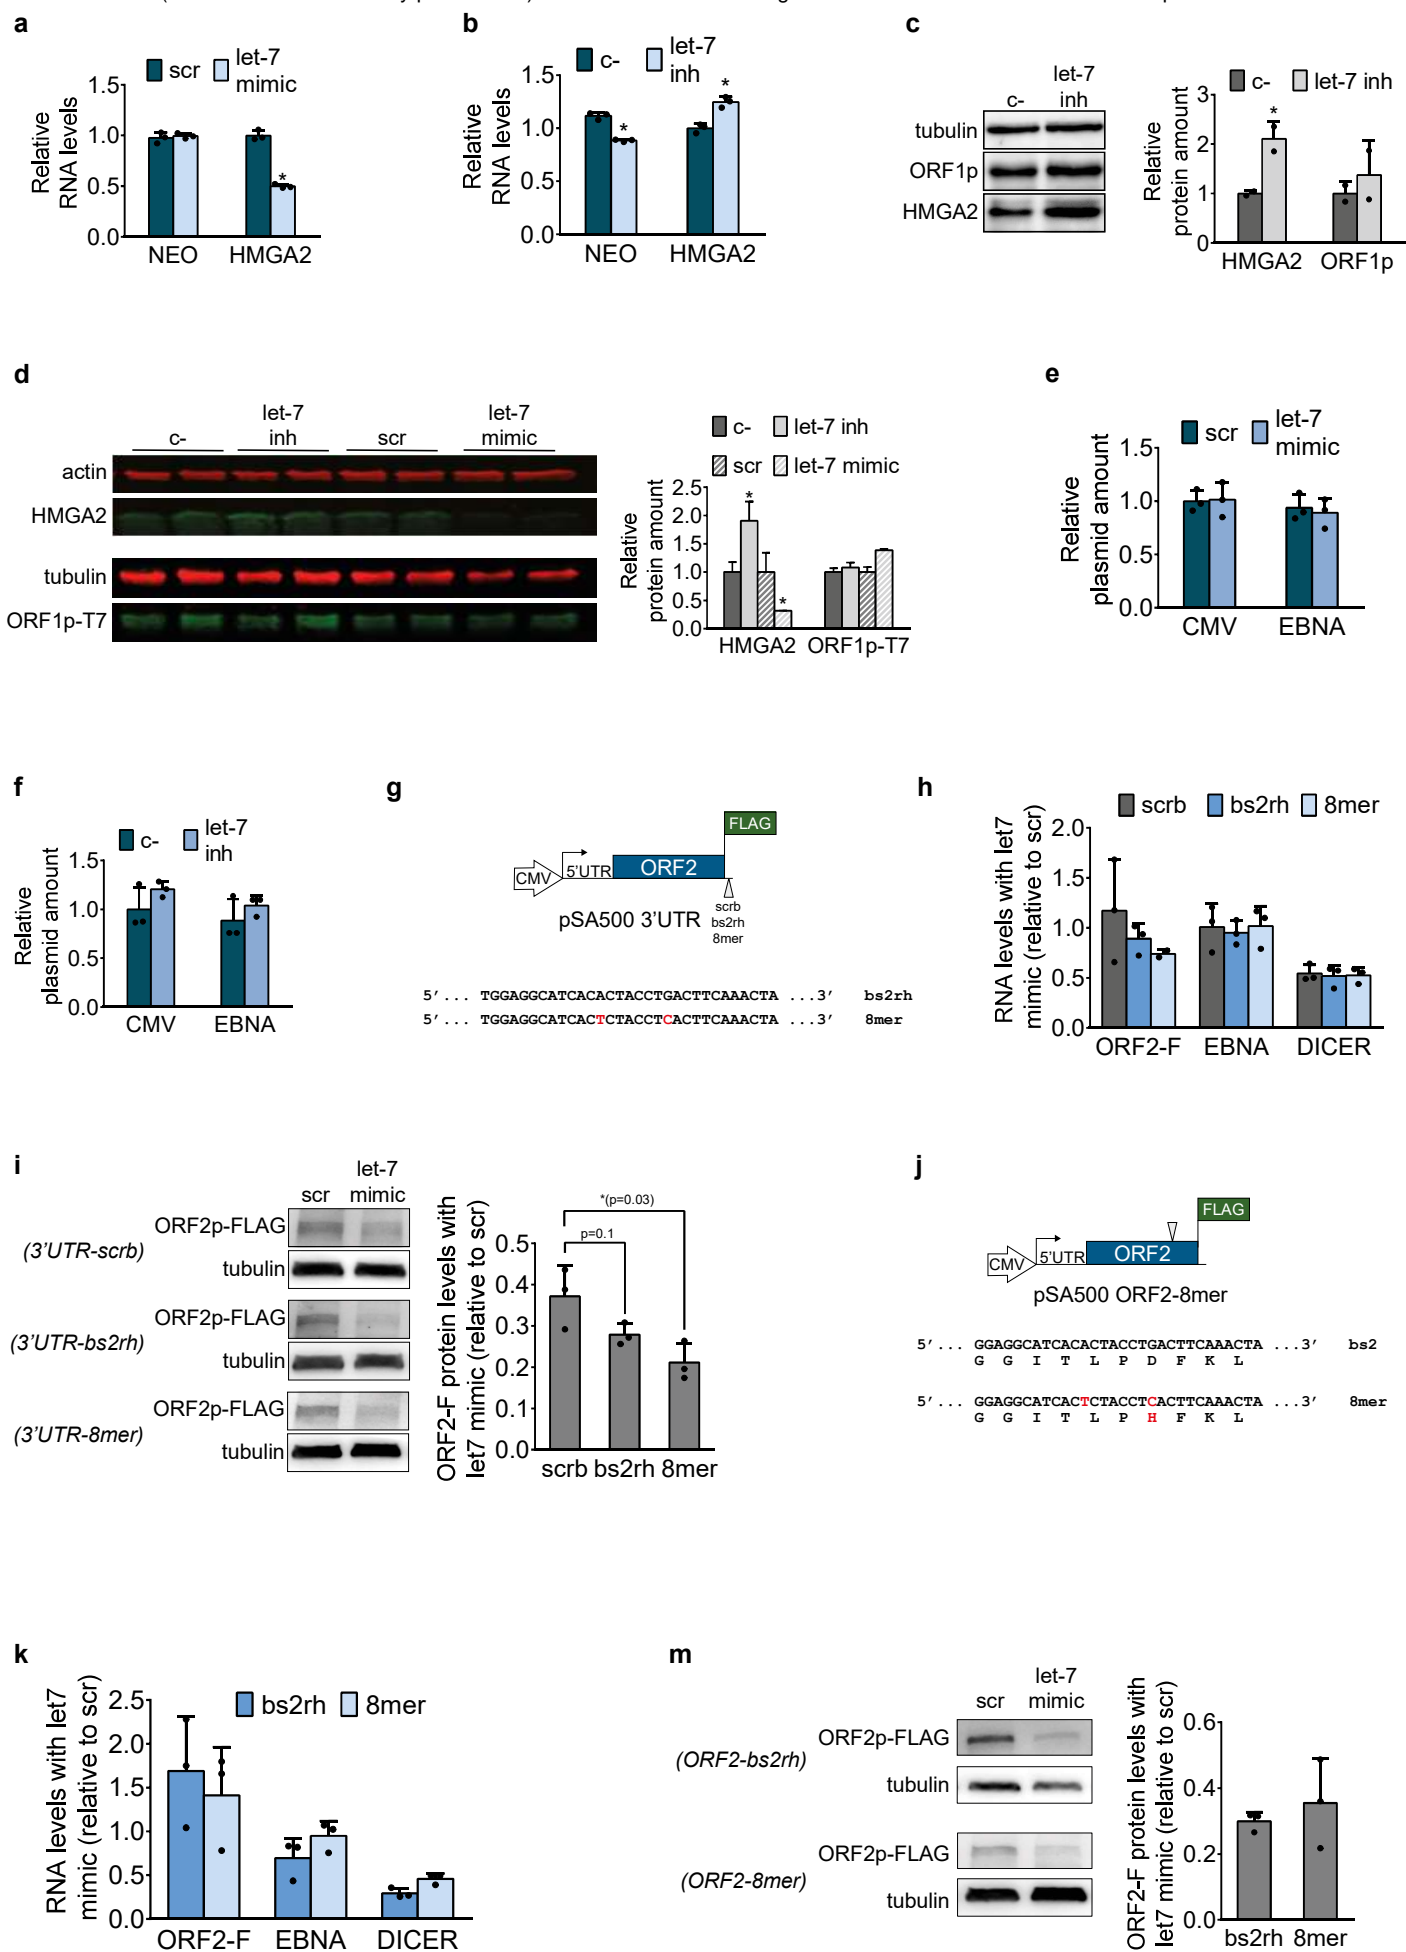 a
scr
let-7
mimic
Relative
RNA levels
1.5
1.0
0.5
0.0
*
NEO
HMGA2
b
c-
let-7
inh
Relative
RNA levels
1.5
1.0
0.5
0.0
*
*
NEO
HMGA2
c
c-
let-7
inh
tubulin
ORF1p
HMGA2
c-
let-7 inh
Relative
protein amount
3
2
1
0
*
HMGA2
ORF1p
d
c-
let-7
inh
scr
let-7
mimic
actin
HMGA2
tubulin
ORF1p-T7
c-
let-7 inh
scr
let-7 mimic
Relative
protein amount
2.5
2.0
1.5
1.0
0.5
0.0
*
*
HMGA2
ORF1p-T7
e
scr
let-7
mimic
Relative
plasmid amount
1.5
1.0
0.5
0.0
CMV
EBNA
f
c-
let-7
inh
Relative
plasmid amount
1.5
1.0
0.5
0.0
CMV
EBNA
g
FLAG
CMV
5'UTR
ORF2
scrb
bs2rh
8mer
pSA500 3'UTR
5'... TGGAGGCATCACACTACCTGACTTCAAACTA ...3' bs2rh
5'... TGGAGGCATCACTCTACCTCACTTCAAACTA ...3' 8mer
h
scrb
bs2rh
8mer
RNA levels with let7
mimic (relative to scr)
2.0
1.5
1.0
0.5
0.0
ORF2-F
EBNA
DICER
i
scr
let-7
mimic
(3'UTR-scrb)
ORF2p-FLAG
tubulin
(3'UTR-bs2rh)
ORF2p-FLAG
tubulin
(3'UTR-8mer)
ORF2p-FLAG
tubulin
ORF2-F protein levels with
let7 mimic (relative to scr)
*(p=0.03)
p=0.1
0.5
0.4
0.3
0.2
0.1
0.0
scrb
bs2rh
8mer
j
FLAG
CMV
5'UTR
ORF2
pSA500 ORF2-8mer
5'... GGAGGCATCACACTACCTGACTTCAAACTA ...3' bs2
G G I T L P D F K L
5'... GGAGGCATCACTCTACCTCACTTCAAACTA ...3' 8mer
G G I T L P H F K L
k
bs2rh
8mer
RNA levels with let7
mimic (relative to scr)
2.5
2.0
1.5
1.0
0.5
0.0
ORF2-F
EBNA
DICER
m
scr
let-7
mimic
(ORF2-bs2rh)
ORF2p-FLAG
tubulin
(ORF2-8mer)
ORF2p-FLAG
tubulin
ORF2-F protein levels with
let7 mimic (relative to scr)
0.6
0.4
0.2
0.0
bs2rh
8mer